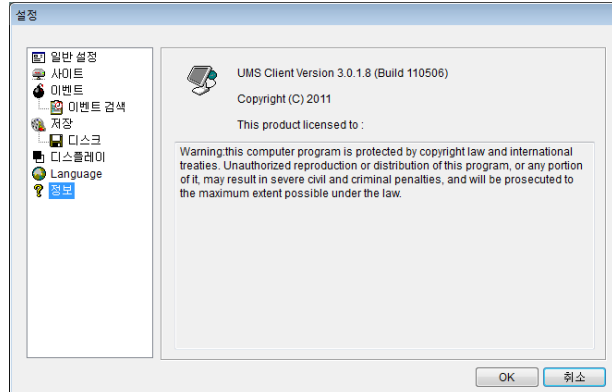 설정
일반 설정
사이트
이벤트
이벤트 검색
저장
디스크
디스플레이
Language
정보
UMS Client Version 3.0.1.8 (Build 110506)
Copyright (C) 2011
This product licensed to :
Warning:this computer program is protected by copyright law and international
treaties. Unauthorized reproduction or distribution of this program, or any portion
of it, may result in severe civil and criminal penalties, and will be prosecuted to
the maximum extent possible under the law.
OK
취소